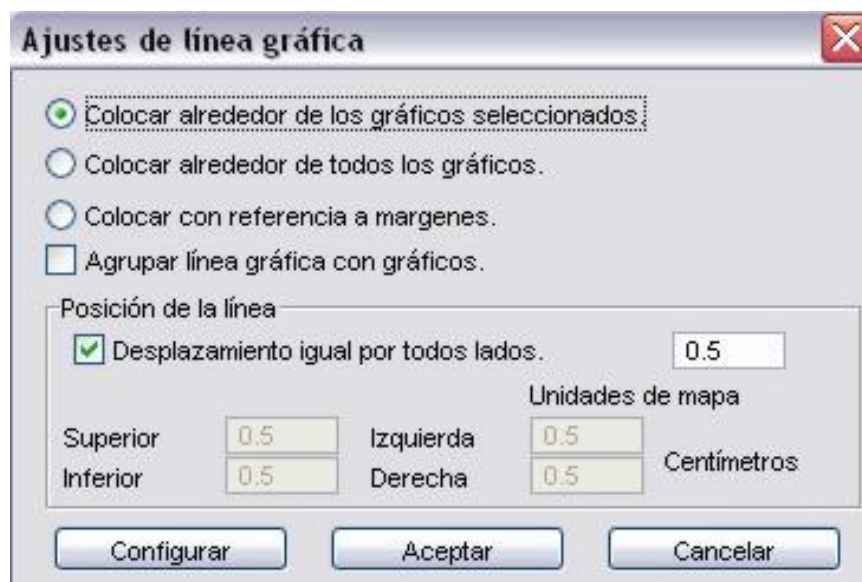 Ajustes de línea gráfica
Colocar alrededor de los gráficos seleccionados.
Colocar alrededor de todos los gráficos.
Colocar con referencia a margenes.
Agrupar línea gráfica con gráficos.
Posición de la línea
Desplazamiento igual por todos lados. 0.5
Unidades de mapa
Superior 0.5 Izquierda 0.5
Inferior 0.5 Derecha 0.5 Centímetros
Configurar Aceptar Cancelar